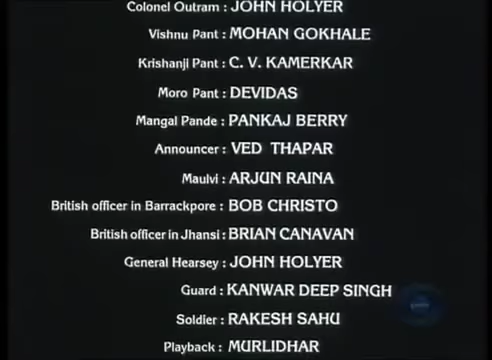 Colonel Outram : JOHN HOLYER
Vishnu Pant : MOHAN GOKHALE
Krishanji Pant : C. V. KAMERKAR
Moro Pant : DEVIDAS
Mangal Pande : PANKAJ BERRY
Announcer : VED THAPAR
Maulvi : ARJUN RAINA
British officer in Barrackpore : BOB CHRISTO
British officer in Jhansi : BRIAN CANAVAN
General Hearsey : JOHN HOLYER
Guard : KANWAR DEEP SINGH
Soldier : RAKESH SAHU
Playback : MURLIDHAR